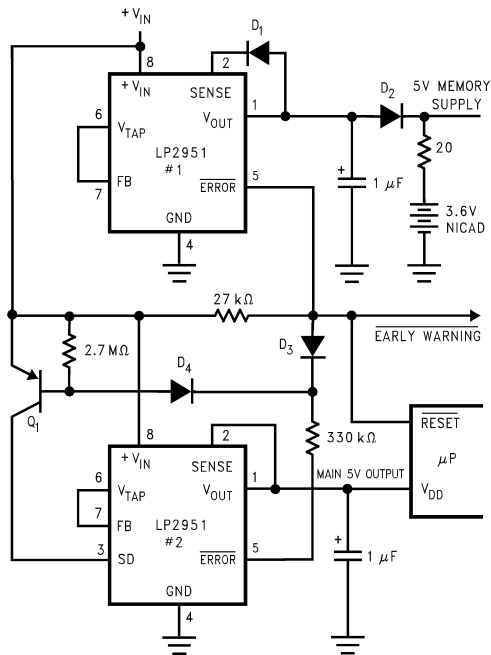 +VIN
D1
8
2
+VIN
SENSE
D2
5V MEMORY
SUPPLY
6
VTAP
VOUT
1
LP2951
#1
20
7
FB
ERROR
5
+
1 μF
3.6V
NICAD
GND
4
27 kΩ
EARLY WARNING
2.7 MΩ
D3
D4
Q1
8
2
330 kΩ
RESET
μP
+VIN
SENSE
MAIN 5V OUTPUT
6
VTAP
VOUT
1
VDD
7
FB
LP2951
#2
3
SD
ERROR
5
+
1 μF
GND
4